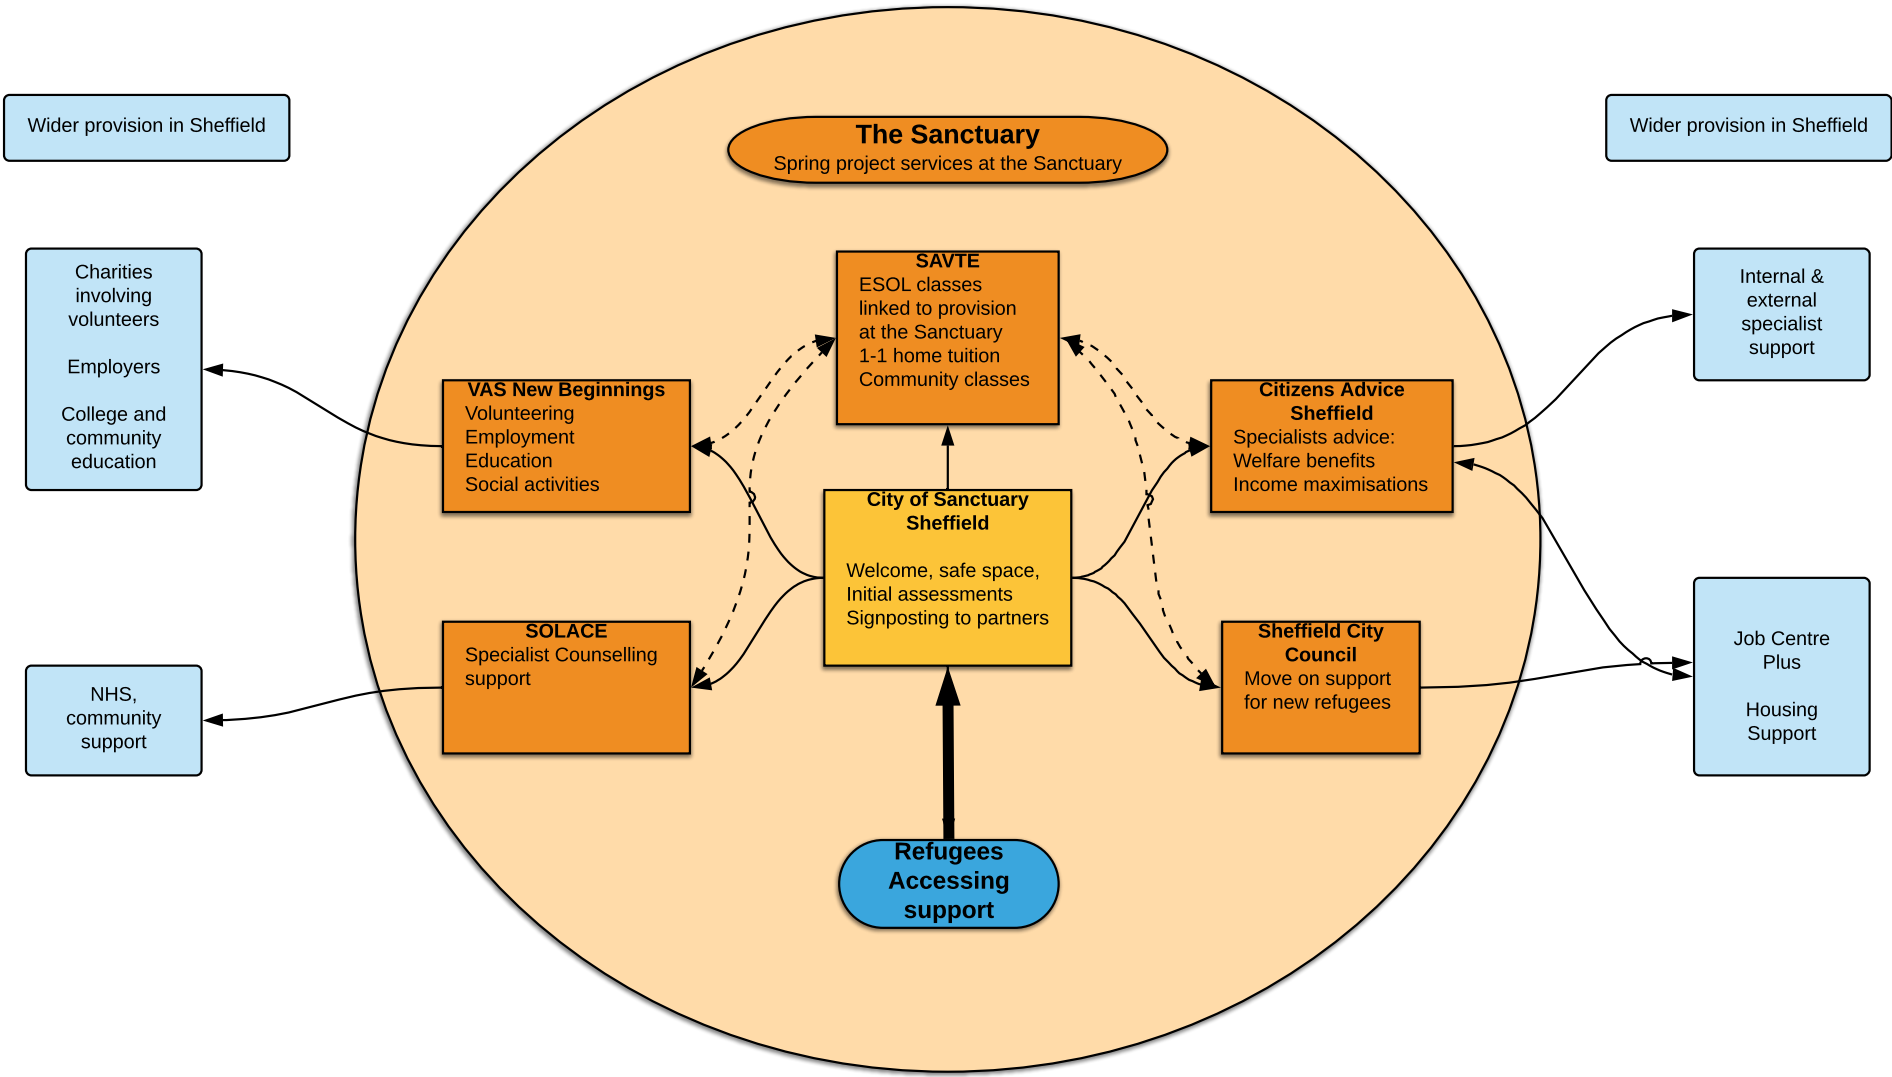 Wider provision in Sheffield
Wider provision in Sheffield
The Sanctuary
Spring project services at the Sanctuary
Charities
involving
volunteers
Employers
College and
community
education
NHS,
community
support
VAS New Beginnings
Volunteering
Employment
Education
Social activities
SOLACE
Specialist Counselling
support
SAVTE
ESOL classes
linked to provision
at the Sanctuary
1-1 home tuition
Community classes
City of Sanctuary
Sheffield
Welcome, safe space,
Initial assessments
Signposting to partners
Refugees
Accessing
support
Citizens Advice
Sheffield
Specialists advice:
Welfare benefits
Income maximisations
Sheffield City
Council
Move on support
for new refugees
Internal &
external
specialist
support
Job Centre
Plus
Housing
Support